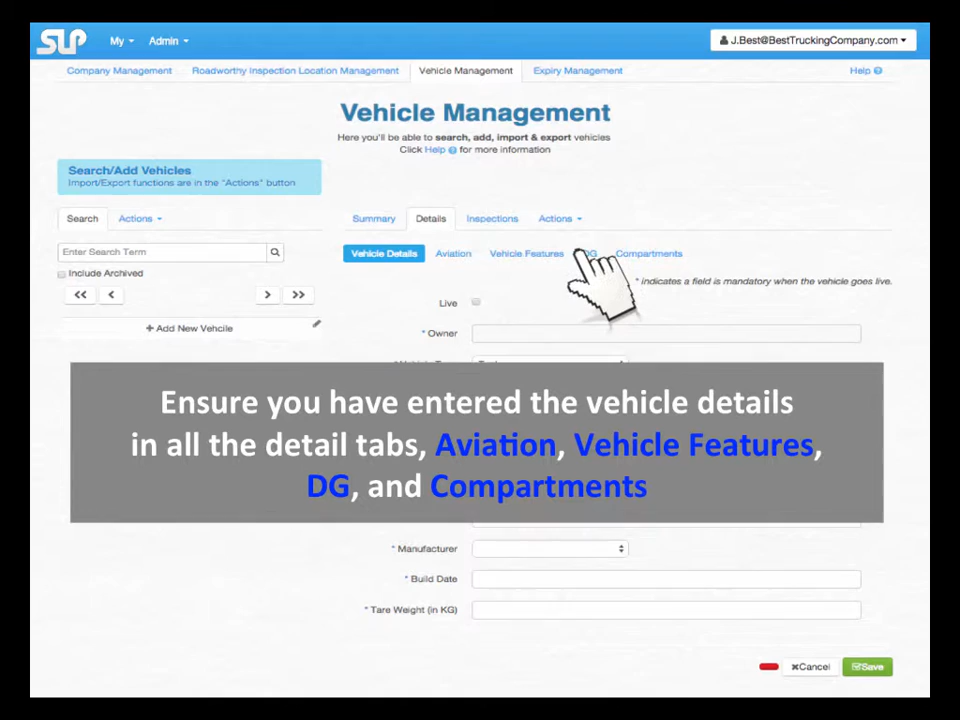 SLP My Admin J.Best@BestTruckingCompany.com
Company Management Roadworthy Inspection Location Management Vehicle Management Expiry Management Help
Vehicle Management
Here you'll be able to search, add, import & export vehicles
Click Help for more information
Search/Add Vehicles
Import/Export functions are in the "Actions" button
Search Actions
Enter Search Term
Include Archived
<< < > >>
+ Add New Vehcile
Summary Details Inspections Actions
Vehicle Details Aviation Vehicle Features DG Compartments
* indicates a field is mandatory when the vehicle goes live.
Live
* Owner
Ensure you have entered the vehicle details
in all the detail tabs, Aviation, Vehicle Features,
DG, and Compartments
* Manufacturer
* Build Date
* Tare Weight (in KG)
Cancel Save